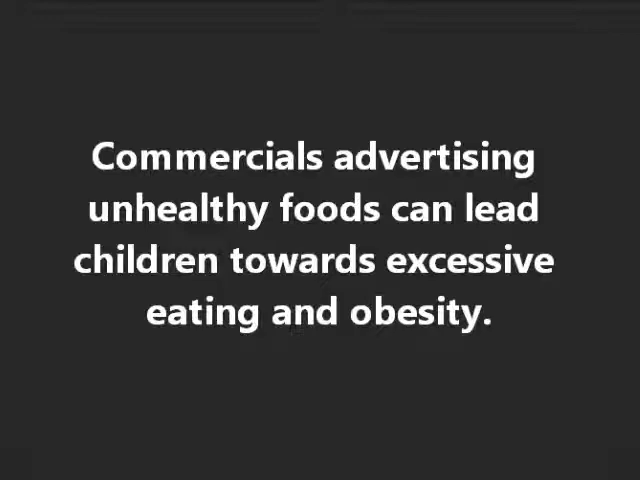 Commercials advertising
unhealthy foods can lead
children towards excessive
eating and obesity.